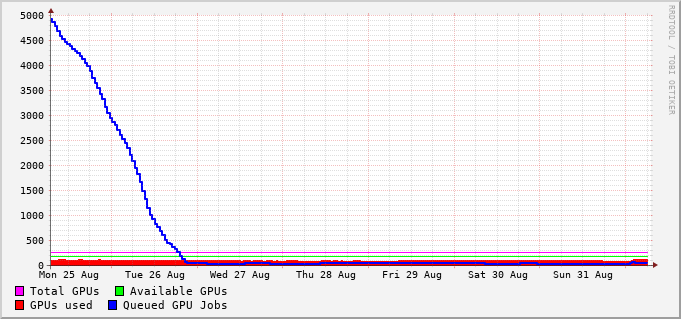 5000
4500
4000
3500
3000
2500
2000
1500
1000
500
0
Mon 25 Aug Tue 26 Aug Wed 27 Aug Thu 28 Aug Fri 29 Aug Sat 30 Aug Sun 31 Aug
Total GPUs Available GPUs
GPUs used Queued GPU Jobs
RRDTOOL / TOBI OETIKER